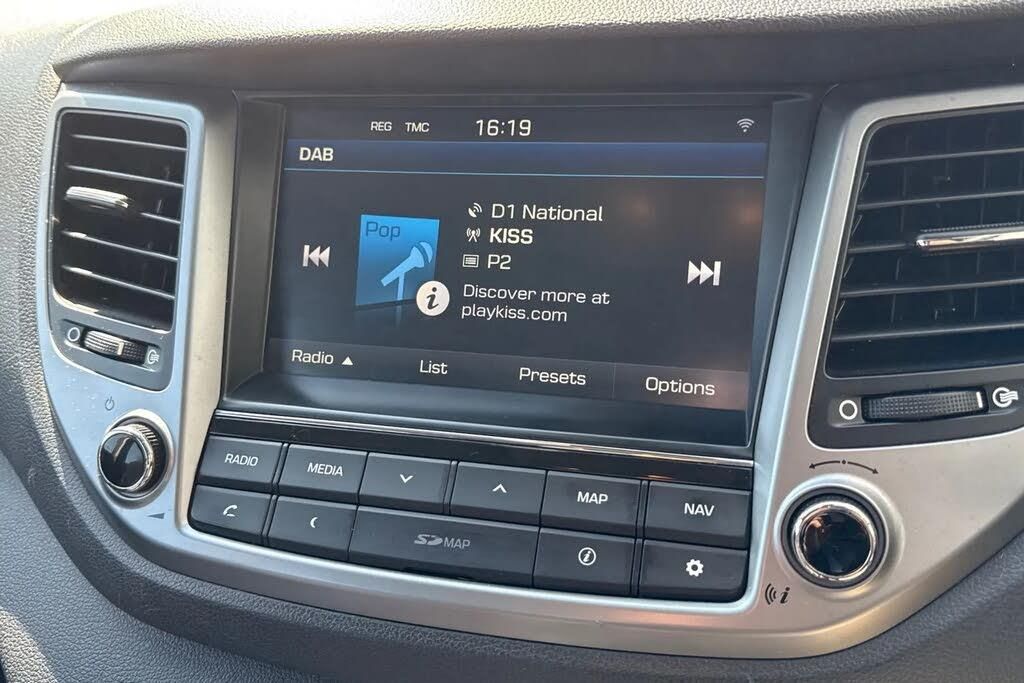 REG TMC 16:19
DAB
Pop
D1 National
KISS
P2
i
Discover more at
playkiss.com
Radio List Presets Options
RADIO MEDIA MAP NAV
SD MAP i
i